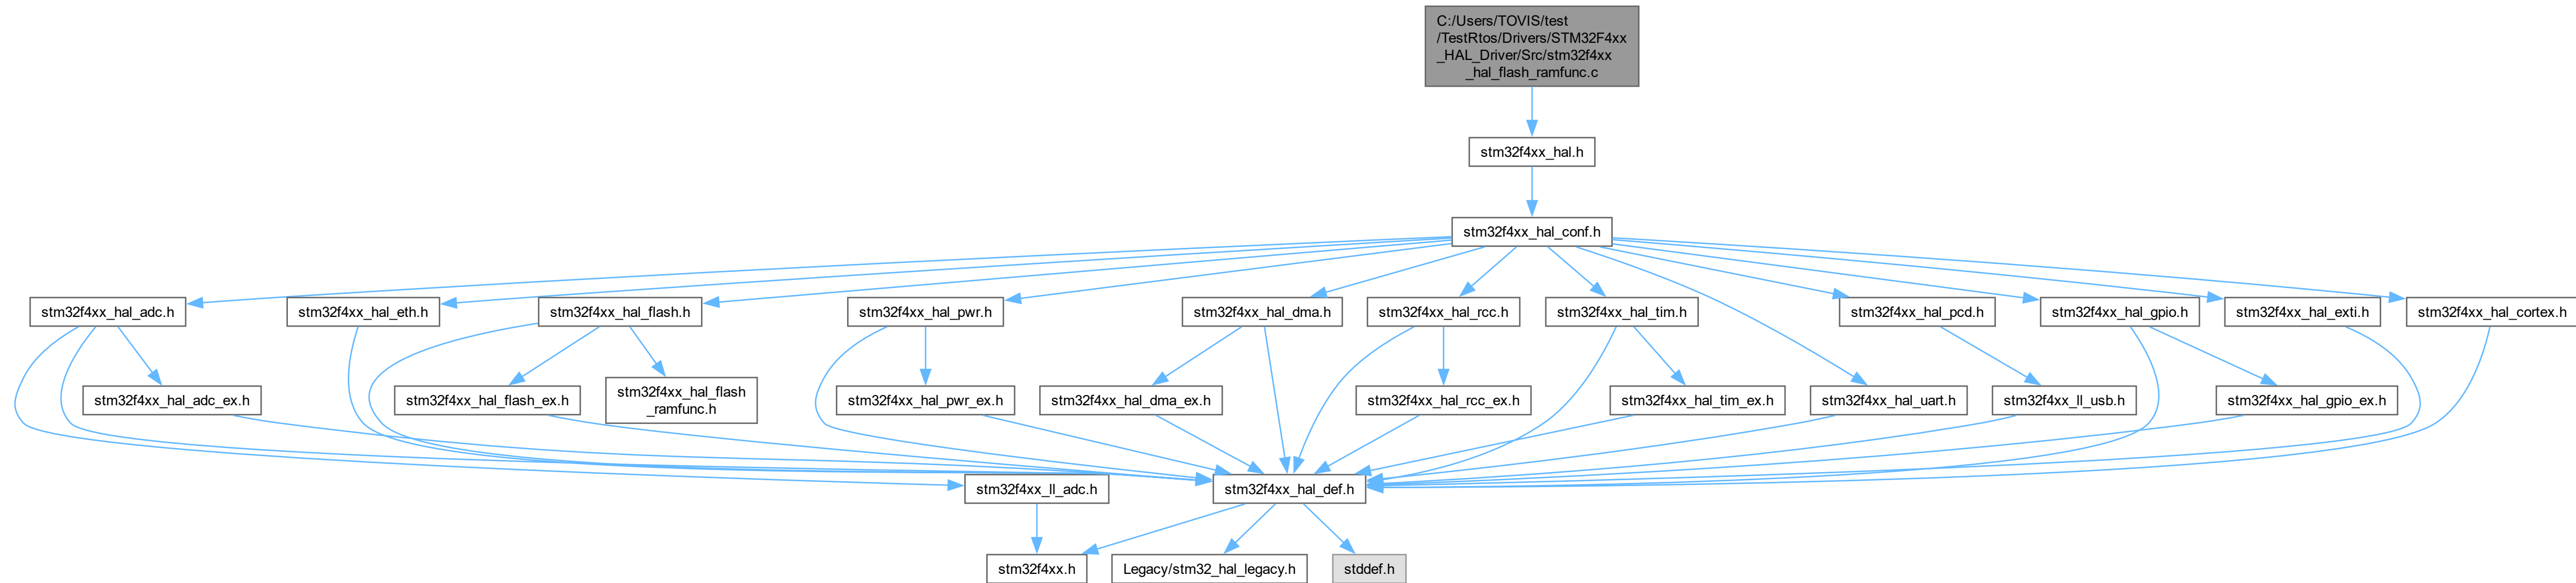 C:/Users/TOVIS/test
/TestRtos/Drivers/STM32F4xx
_HAL_Driver/Src/stm32f4xx
_hal_flash_ramfunc.c
stm32f4xx_hal.h
stm32f4xx_hal_conf.h
stm32f4xx_hal_adc.h
stm32f4xx_hal_eth.h
stm32f4xx_hal_flash.h
stm32f4xx_hal_pwr.h
stm32f4xx_hal_dma.h
stm32f4xx_hal_rcc.h
stm32f4xx_hal_tim.h
stm32f4xx_hal_pcd.h
stm32f4xx_hal_gpio.h
stm32f4xx_hal_exti.h
stm32f4xx_hal_cortex.h
stm32f4xx_hal_adc_ex.h
stm32f4xx_hal_flash_ex.h
stm32f4xx_hal_flash
_ramfunc.h
stm32f4xx_hal_pwr_ex.h
stm32f4xx_hal_dma_ex.h
stm32f4xx_hal_rcc_ex.h
stm32f4xx_hal_tim_ex.h
stm32f4xx_hal_uart.h
stm32f4xx_ll_usb.h
stm32f4xx_hal_gpio_ex.h
stm32f4xx_ll_adc.h
stm32f4xx_hal_def.h
stm32f4xx.h
Legacy/stm32_hal_legacy.h
stddef.h